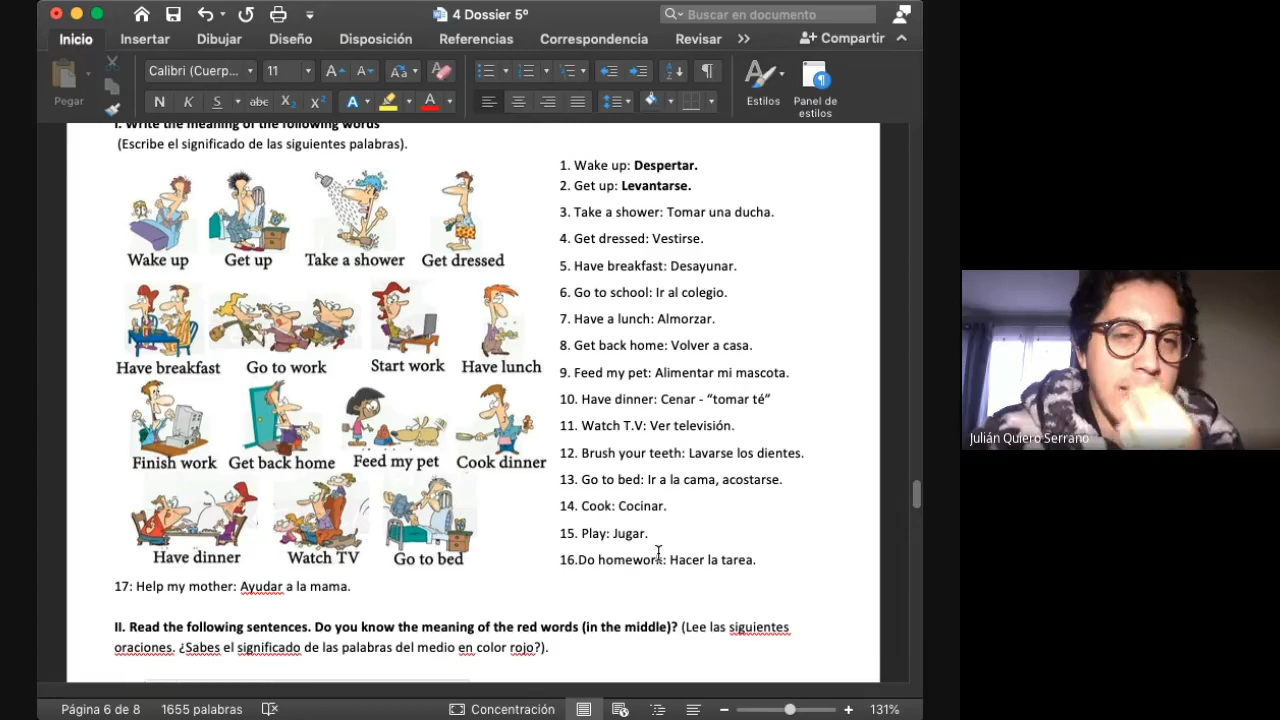 4 Dossier 5º
Buscar en documento
Inicio
Insertar
Dibujar
Diseño
Disposición
Referencias
Correspondencia
Revisar
Compartir
Pegar
Calibri (Cuerp...
11
N K S abc X₂ X²
Estilos
Panel de
estilos
I. Write the meaning of the following words
(Escribe el significado de las siguientes palabras).
Wake up
Get up
Take a shower
Get dressed
Have breakfast
Go to work
Start work
Have lunch
Finish work
Get back home
Feed my pet
Cook dinner
Have dinner
Watch TV
Go to bed
1. Wake up: Despertar.
2. Get up: Levantarse.
3. Take a shower: Tomar una ducha.
4. Get dressed: Vestirse.
5. Have breakfast: Desayunar.
6. Go to school: Ir al colegio.
7. Have a lunch: Almorzar.
8. Get back home: Volver a casa.
9. Feed my pet: Alimentar mi mascota.
10. Have dinner: Cenar - “tomar té”
11. Watch T.V: Ver televisión.
12. Brush your teeth: Lavarse los dientes.
13. Go to bed: Ir a la cama, acostarse.
14. Cook: Cocinar.
15. Play: Jugar.
16.Do homework: Hacer la tarea.
17: Help my mother: Ayudar a la mama.
II. Read the following sentences. Do you know the meaning of the red words (in the middle)? (Lee las siguientes
oraciones. ¿Sabes el significado de las palabras del medio en color rojo?).
Página 6 de 8
1655 palabras
Concentración
131%
Julián Quiero Serrano